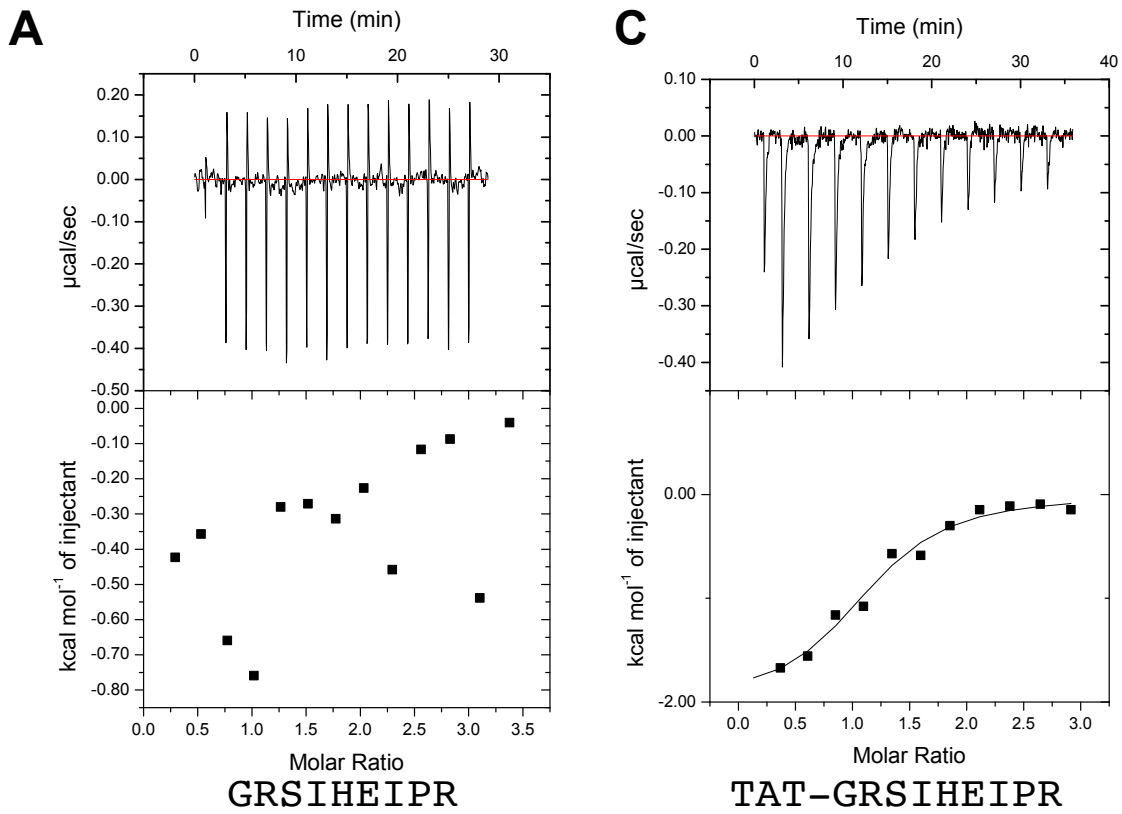 A
Time (min)
0 10 20 30
0.20
0.10
0.00
-0.10
-0.20
-0.30
-0.40
-0.50
µcal/sec
0.00
-0.10
-0.20
-0.30
-0.40
-0.50
-0.60
-0.70
-0.80
kcal mol⁻¹ of injectant
0.0 0.5 1.0 1.5 2.0 2.5 3.0 3.5
Molar Ratio
GRSIHEIPR
C
Time (min)
0 10 20 30 40
0.10
0.00
-0.10
-0.20
-0.30
-0.40
µcal/sec
0.00
-2.00
kcal mol⁻¹ of injectant
0.0 0.5 1.0 1.5 2.0 2.5 3.0
Molar Ratio
TAT-GRSIHEIPR